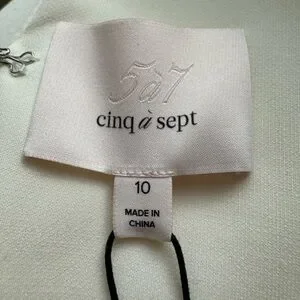 5à7
cinq à sept
10
MADE IN
CHINA